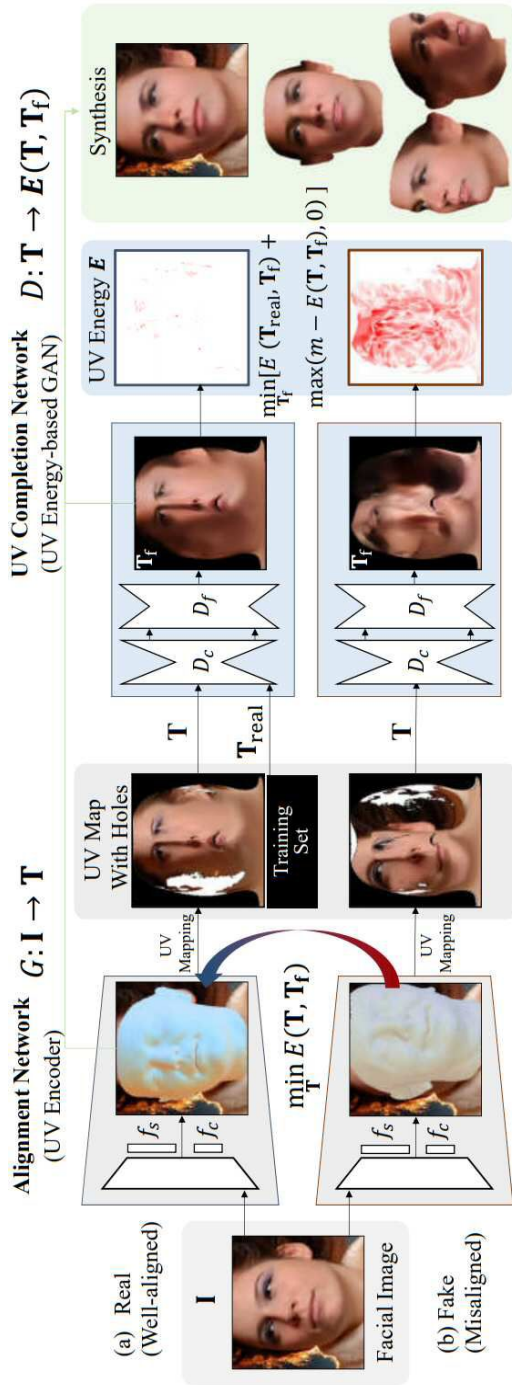 Alignment Network
(UV Encoder)
G: I → T
UV Completion Network
(UV Energy-based GAN)
D: T → E(T, T_f)
(a) Real
(Well-aligned)
f_s
f_c
UV
Mapping
UV Map
With Holes
Training
Set
T
T_real
D_c
D_f
T_f
UV Energy E
min_{T_f}[E (T_real, T_f) +
max(m − E(T, T_f), 0)]
Synthesis
I
Facial Image
min_T E(T, T_f)
(b) Fake
(Misaligned)
f_s
f_c
UV
Mapping
T
D_c
D_f
T_f